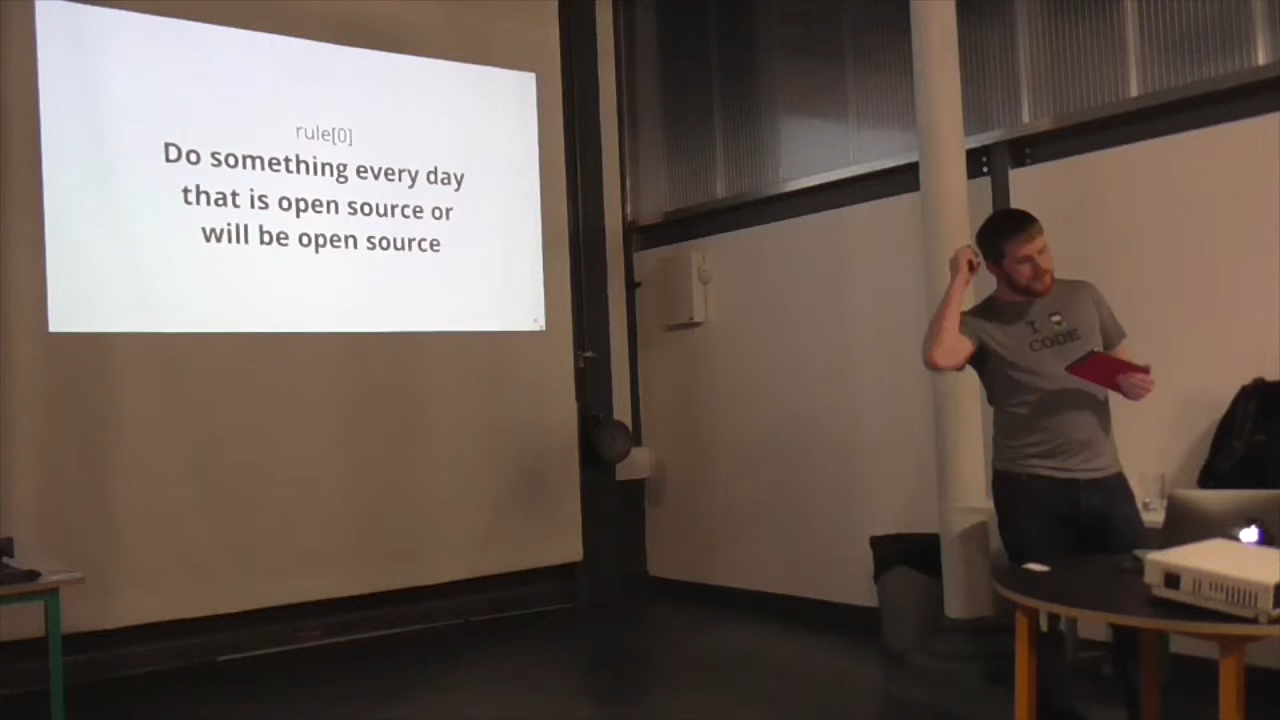 rule[0]
Do something every day
that is open source or
will be open source
I
CODE